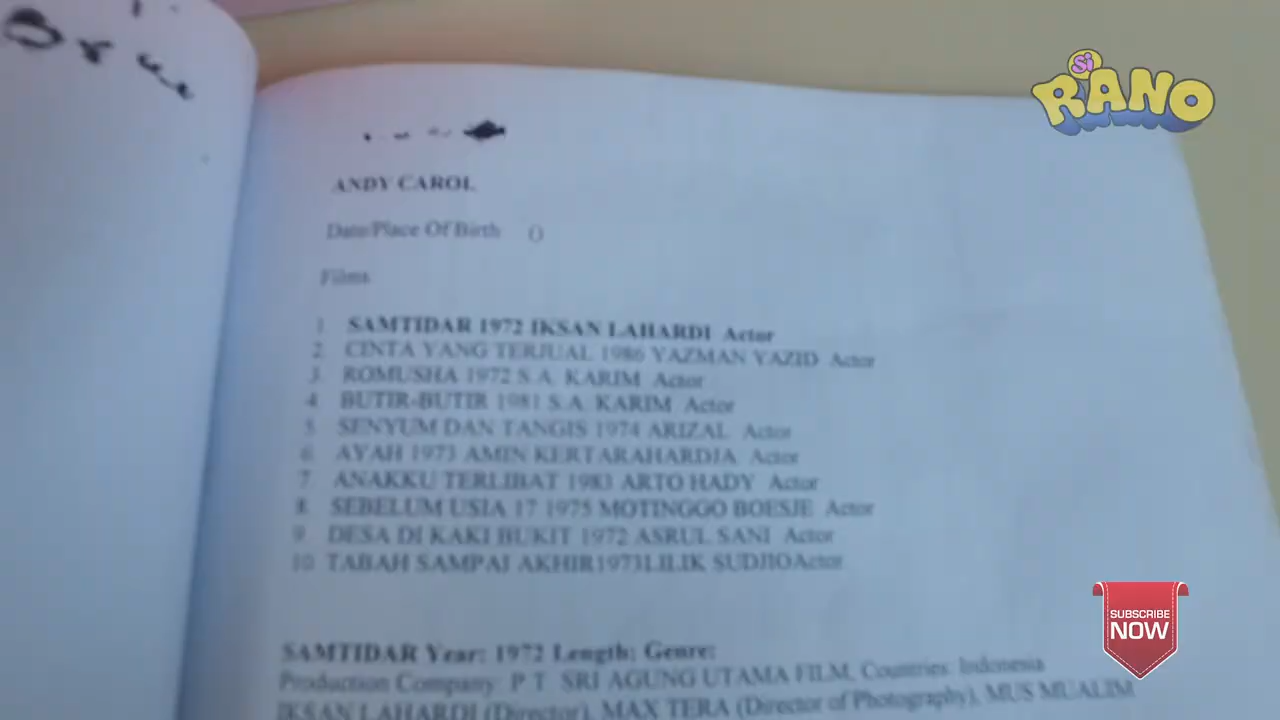 Si
RANO
ANDY CAROL
Date/Place Of Birth ()
Films
1. SAMTIDAR 1972 IKSAN LAHARDI Actor
2. CINTA YANG TERJUAL 1986 YAZMAN YAZID Actor
3. ROMUSHA 1972 S.A. KARIM Actor
4. BUTIR-BUTIR 1981 S.A. KARIM Actor
5. SENYUM DAN TANGIS 1974 ARIZAL Actor
6. AYAH 1973 AMIN KERTARAHARDJA Actor
7. ANAKKU TERLIBAT 1983 ARTO HADY Actor
8. SEBELUM USIA 17 1975 MOTINGGO BOESJE Actor
9. DESA DI KAKI BUKIT 1972 ASRUL SANI Actor
10. TABAH SAMPAI AKHIR1973LILIK SUDJIOActor
SAMTIDAR Year: 1972 Length: Genre:
Production Company: P T. SRI AGUNG UTAMA FILM, Countries: Indonesia
IKSAN LAHARDI (Director), MAX TERA (Director of Photography), MUS MUALIM
SUBSCRIBE
NOW